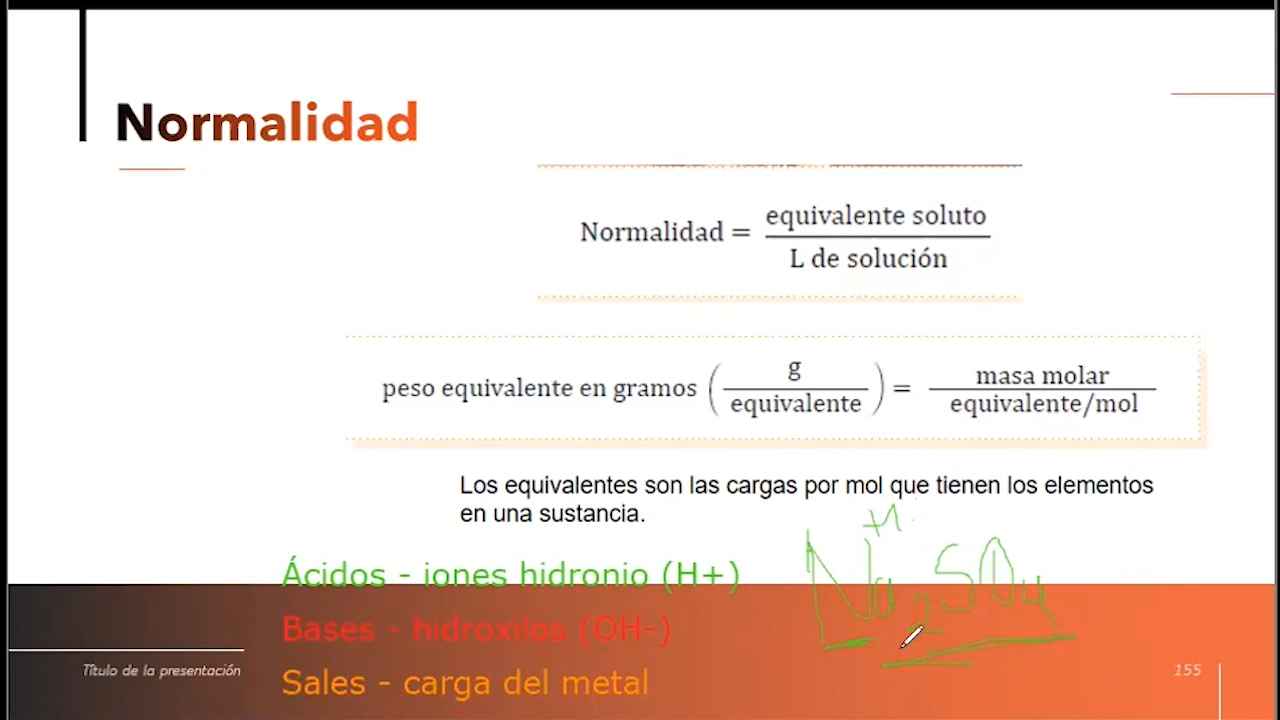 Normalidad
Normalidad = equivalente soluto
L de solución
peso equivalente en gramos ( g / equivalente ) = masa molar / equivalente/mol
Los equivalentes son las cargas por mol que tienen los elementos
en una sustancia.
+1
Na2SO4
Ácidos - iones hidronio (H+)
Bases - hidroxilos (OH-)
Sales - carga del metal
Título de la presentación
155